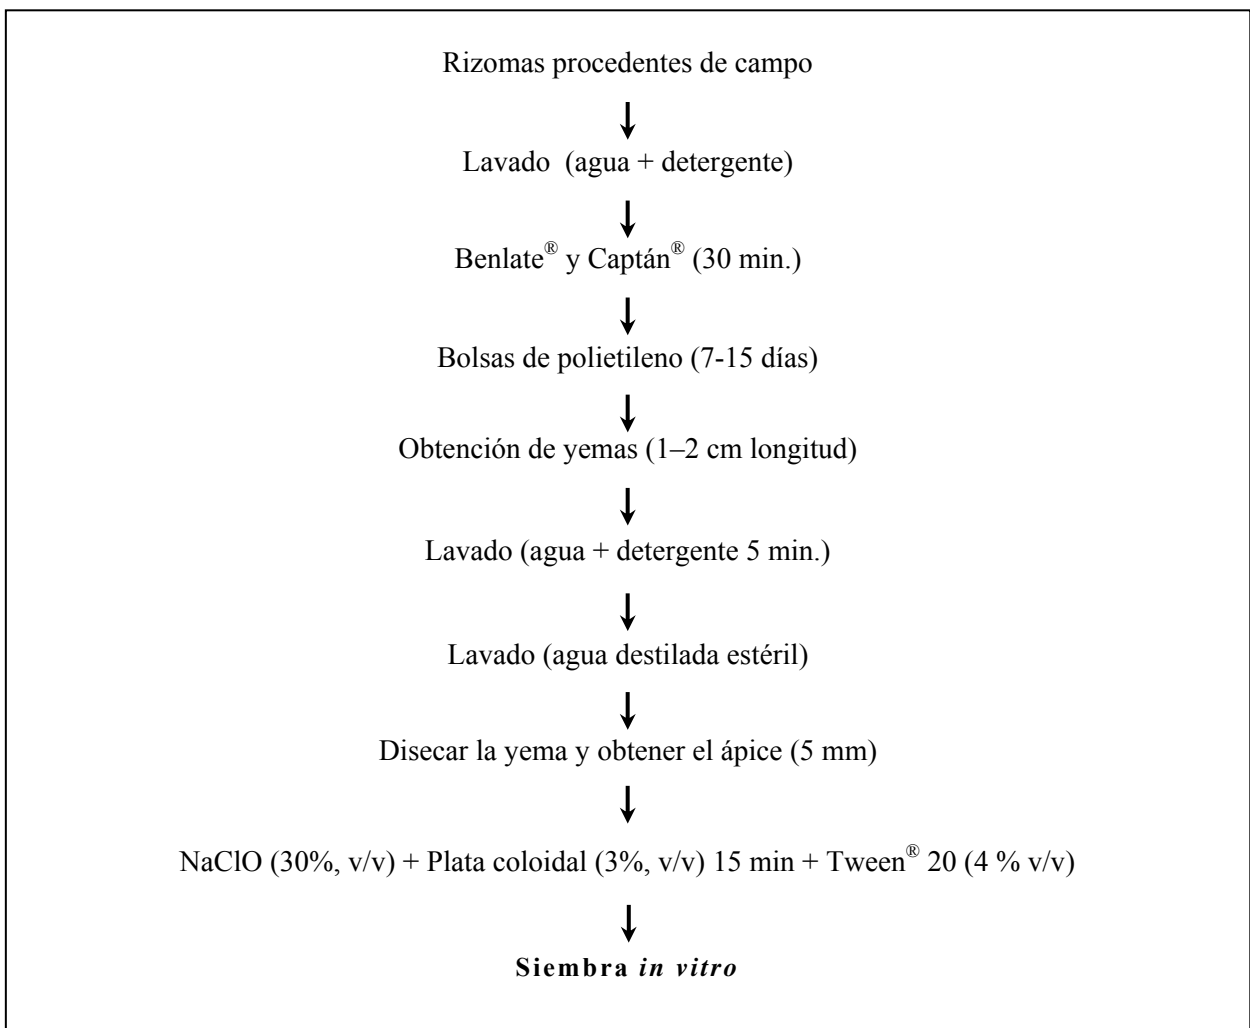 Rizomas procedentes de campo
Lavado (agua + detergente)
Benlate® y Captán® (30 min.)
Bolsas de polietileno (7-15 días)
Obtención de yemas (1–2 cm longitud)
Lavado (agua + detergente 5 min.)
Lavado (agua destilada estéril)
Disecar la yema y obtener el ápice (5 mm)
NaClO (30%, v/v) + Plata coloidal (3%, v/v) 15 min + Tween® 20 (4 % v/v)
Siembra in vitro